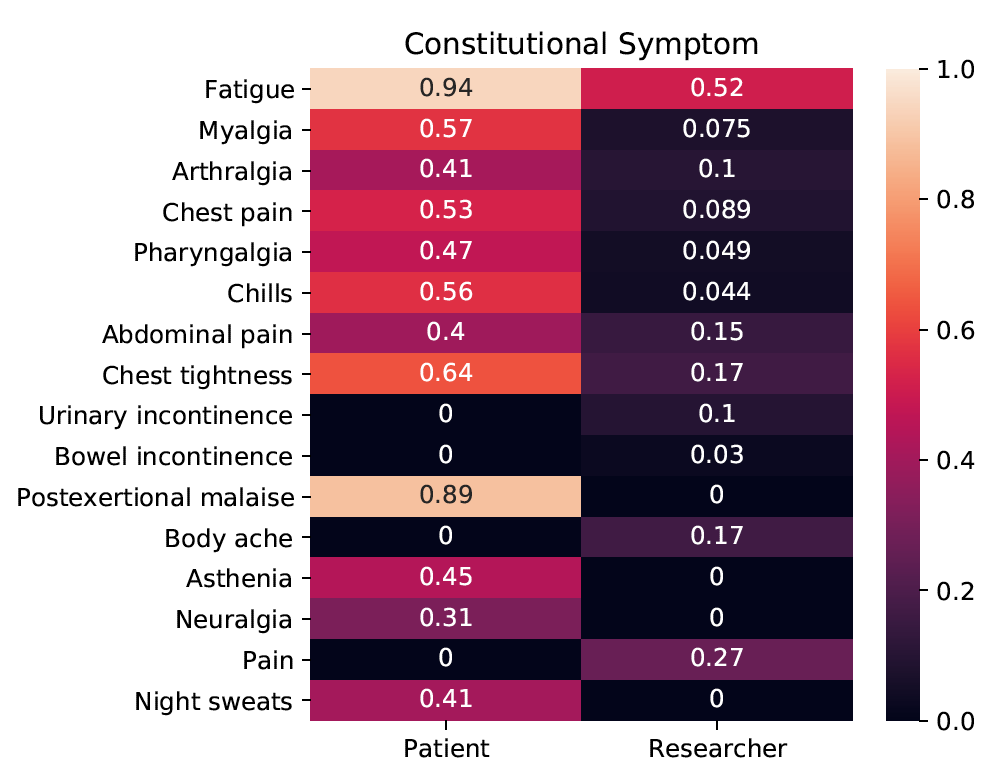 Constitutional Symptom
Fatigue 0.94 0.52
Myalgia 0.57 0.075
Arthralgia 0.41 0.1
Chest pain 0.53 0.089
Pharyngalgia 0.47 0.049
Chills 0.56 0.044
Abdominal pain 0.4 0.15
Chest tightness 0.64 0.17
Urinary incontinence 0 0.1
Bowel incontinence 0 0.03
Postexertional malaise 0.89 0
Body ache 0 0.17
Asthenia 0.45 0
Neuralgia 0.31 0
Pain 0 0.27
Night sweats 0.41 0
Patient Researcher
1.0
0.8
0.6
0.4
0.2
0.0